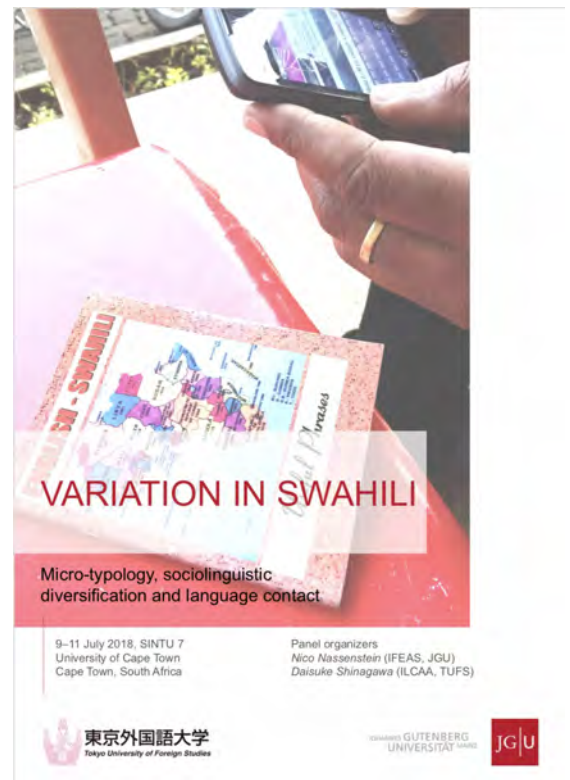 ENGLISH - SWAHILI
Useful Phrases
VARIATION IN SWAHILI
Micro-typology, sociolinguistic
diversification and language contact
9–11 July 2018, SINTU 7
University of Cape Town
Cape Town, South Africa
Panel organizers
Nico Nassenstein (IFEAS, JGU)
Daisuke Shinagawa (ILCAA, TUFS)
東京外国語大学
Tokyo University of Foreign Studies
JOHANNES GUTENBERG
UNIVERSITÄT MAINZ
JG|U